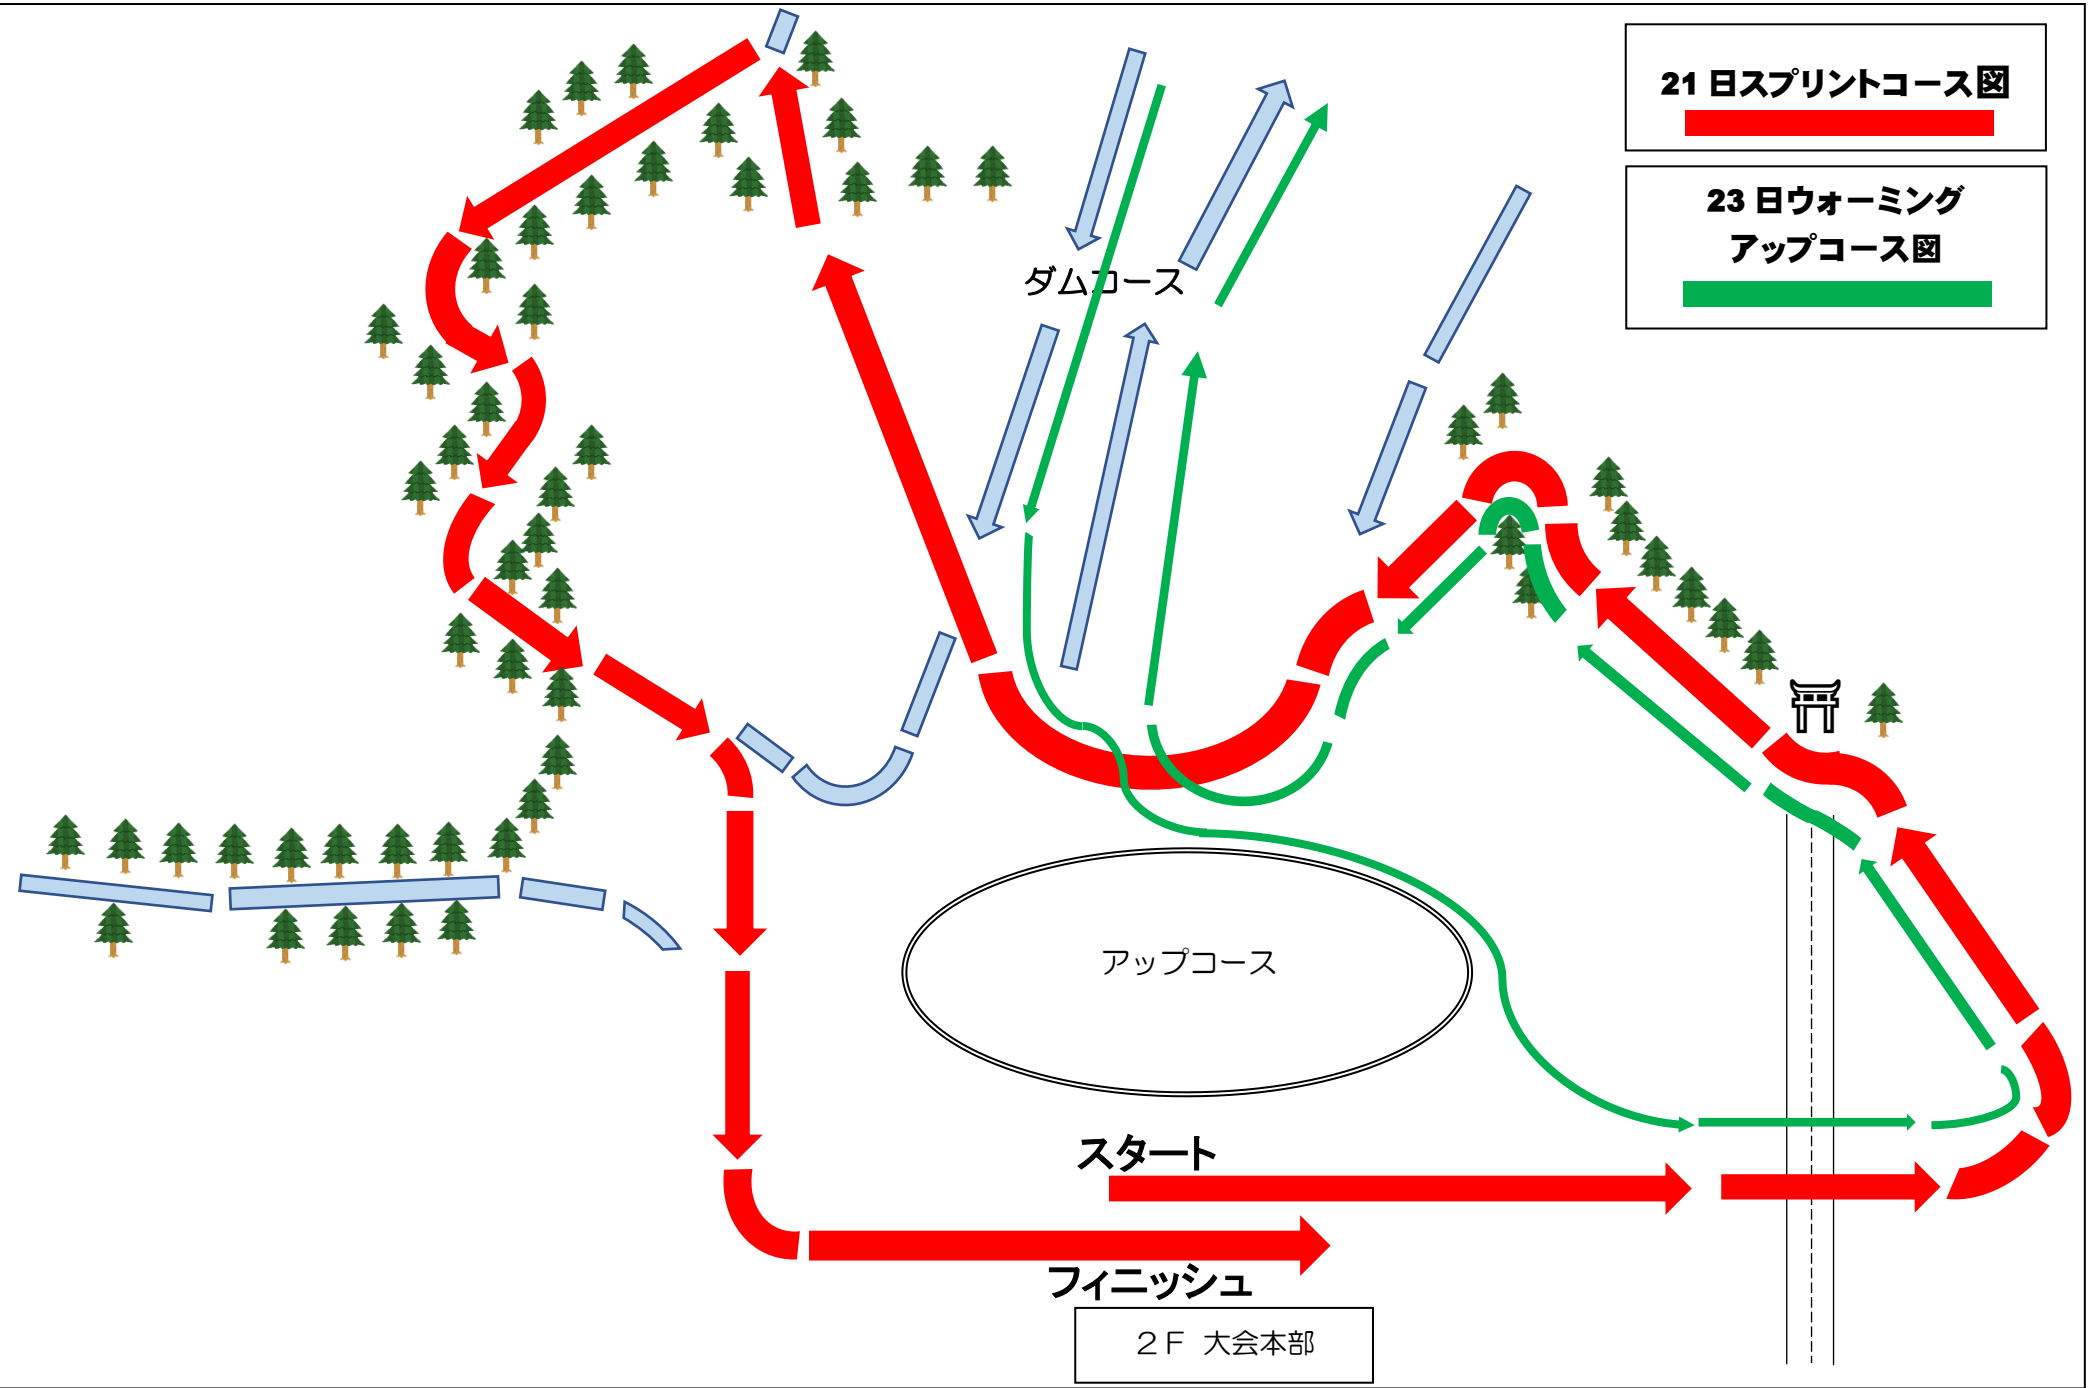 21日スプリントコース図
23日ウォーミング
アップコース図
ダムコース
アップコース
スタート
フィニッシュ
２Ｆ 大会本部